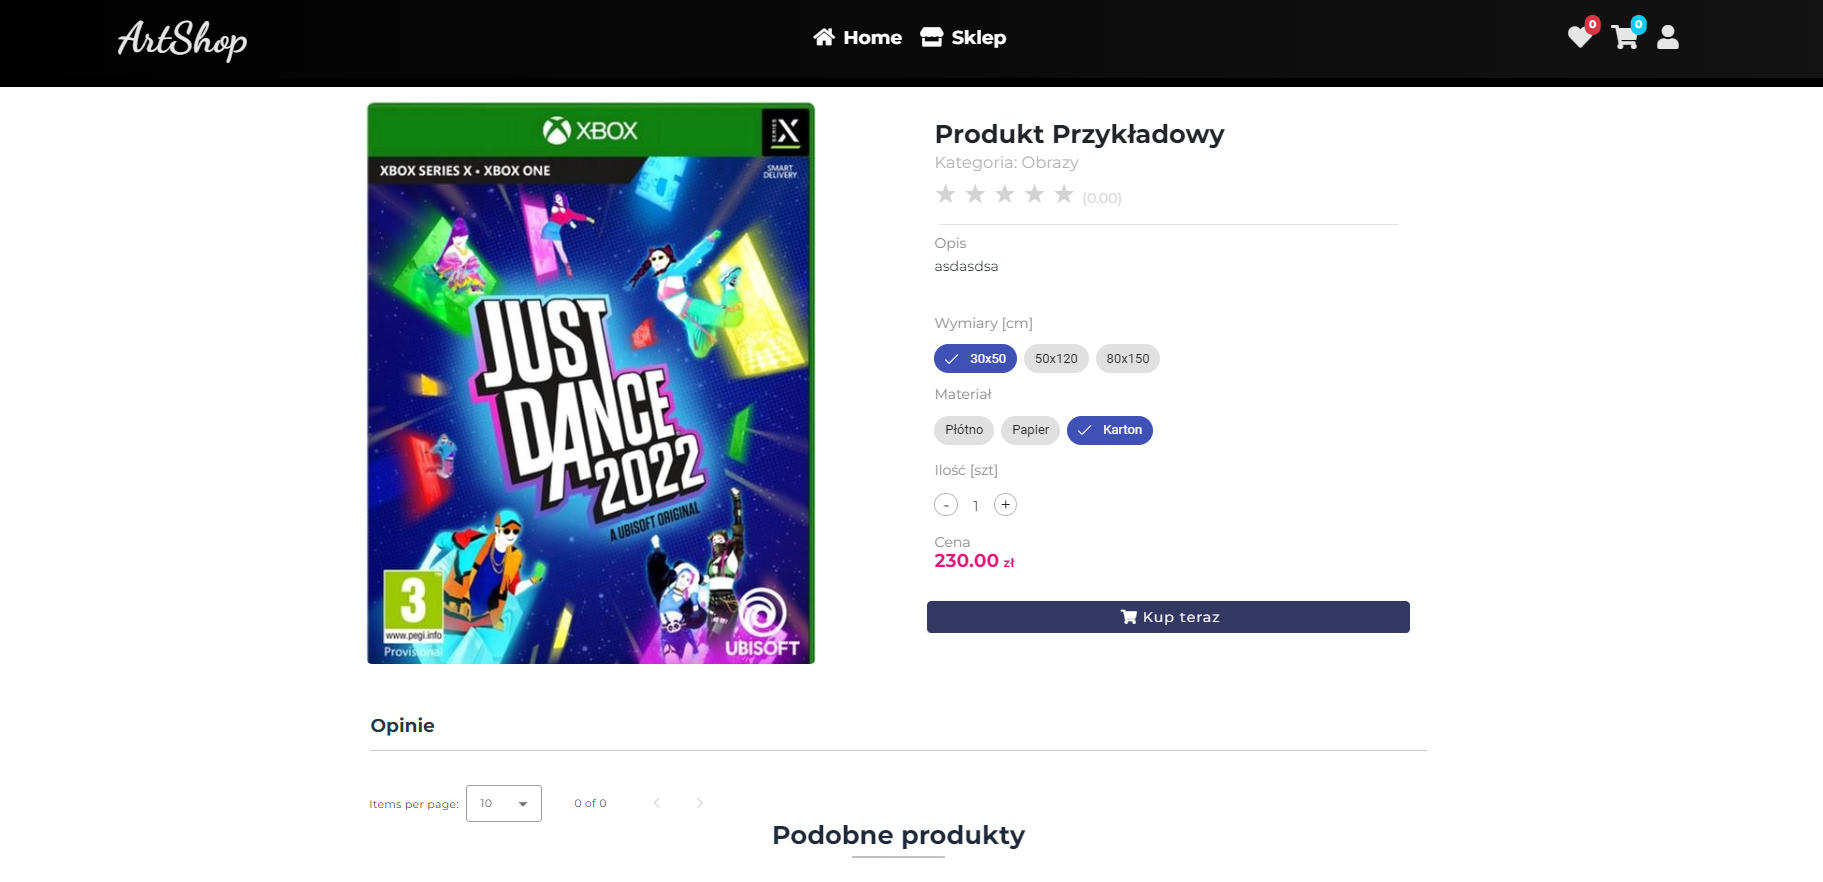 ArtShop
Home Sklep
0 0
XBOX
SERIES X
XBOX SERIES X • XBOX ONE
SMART
DELIVERY
JUST
DANCE
2022
A UBISOFT ORIGINAL
3
www.pegi.info
Provisional
UBISOFT
Produkt Przykładowy
Kategoria: Obrazy
(0.00)
Opis
asdasdsa
Wymiary [cm]
30x50 50x120 80x150
Materiał
Płótno Papier Karton
Ilość [szt]
- 1 +
Cena
230.00 zł
Kup teraz
Opinie
Items per page: 10 0 of 0
Podobne produkty